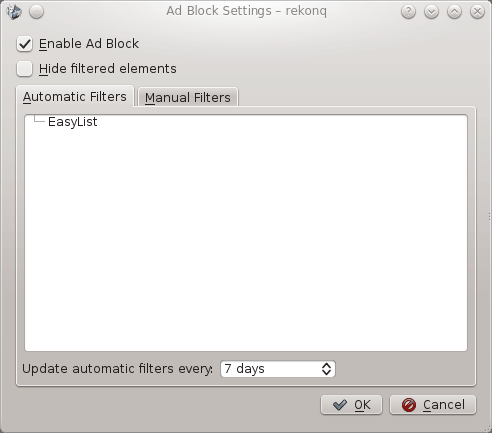 Ad Block Settings – rekonq
Enable Ad Block
Hide filtered elements
Automatic Filters
Manual Filters
EasyList
Update automatic filters every: 7 days
OK
Cancel